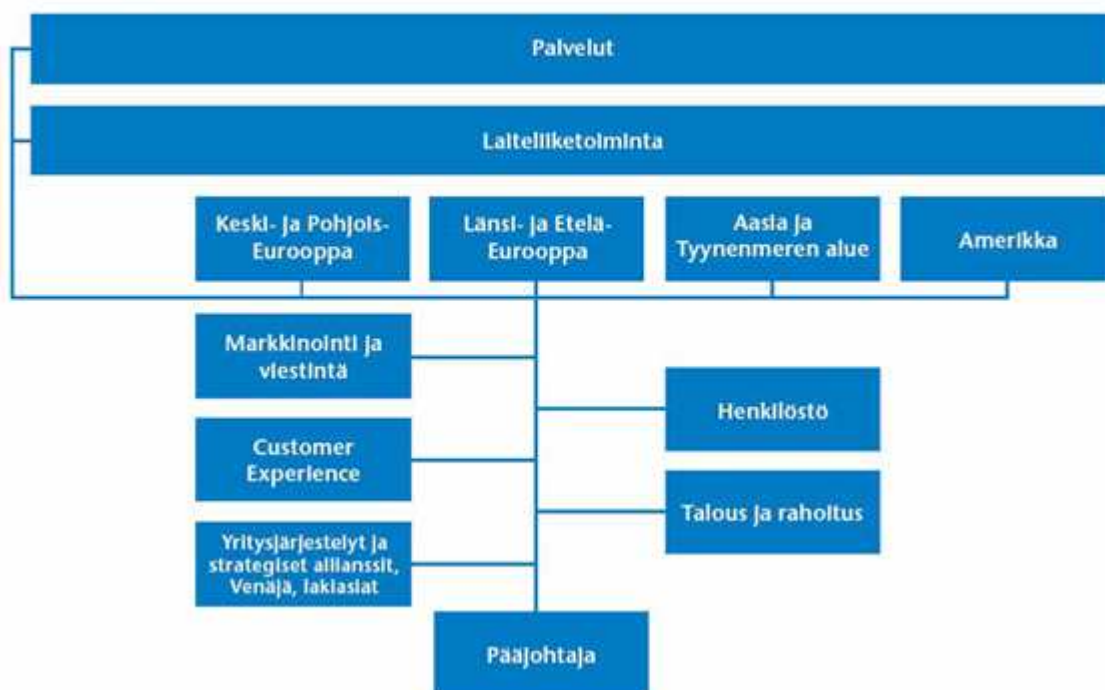 Palvelut
Laiteliiketoiminta
Keski- ja Pohjois-
Eurooppa
Länsi- ja Etelä-
Eurooppa
Aasia ja
Tyynenmeren alue
Amerikka
Markkinointi ja
viestintä
Henkilöstö
Customer
Experience
Talous ja rahoitus
Yritysjärjestelyt ja
strategiset allianssit,
Venäjä, lakiasiat
Pääjohtaja